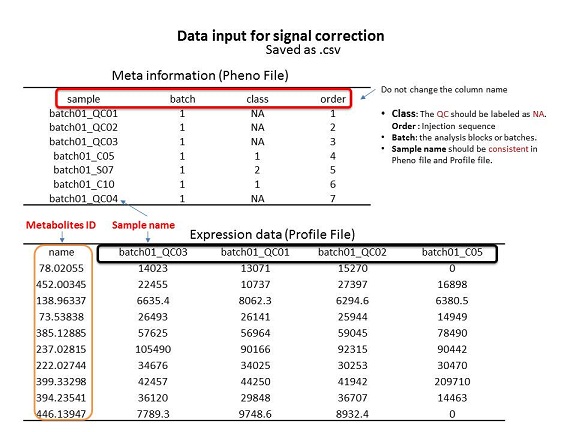 Data input for signal correction
Saved as .csv
Meta information (Pheno File)
sample batch class order
batch01_QC01 1 NA 1
batch01_QC02 1 NA 2
batch01_QC03 1 NA 3
batch01_C05 1 1 4
batch01_S07 1 2 5
batch01_C10 1 1 6
batch01_QC04 1 NA 7
Do not change the column name
• Class: The QC should be labeled as NA.
Order : Injection sequence
• Batch: the analysis blocks or batches.
• Sample name should be consistent in
Pheno file and Profile file.
Metabolites ID Sample name
Expression data (Profile File)
name batch01_QC03 batch01_QC01 batch01_QC02 batch01_C05
78.02055 14023 13071 15270 0
452.00345 22455 10737 27397 16898
138.96337 6635.4 8062.3 6294.6 6380.5
73.53838 26493 26141 25944 14949
385.12885 57625 56964 59045 78490
237.02815 105490 90166 92315 90442
222.02744 34676 34025 30253 30470
399.33298 42457 44250 41942 209710
394.23541 36120 29848 36707 14463
446.13947 7789.3 9748.6 8932.4 0